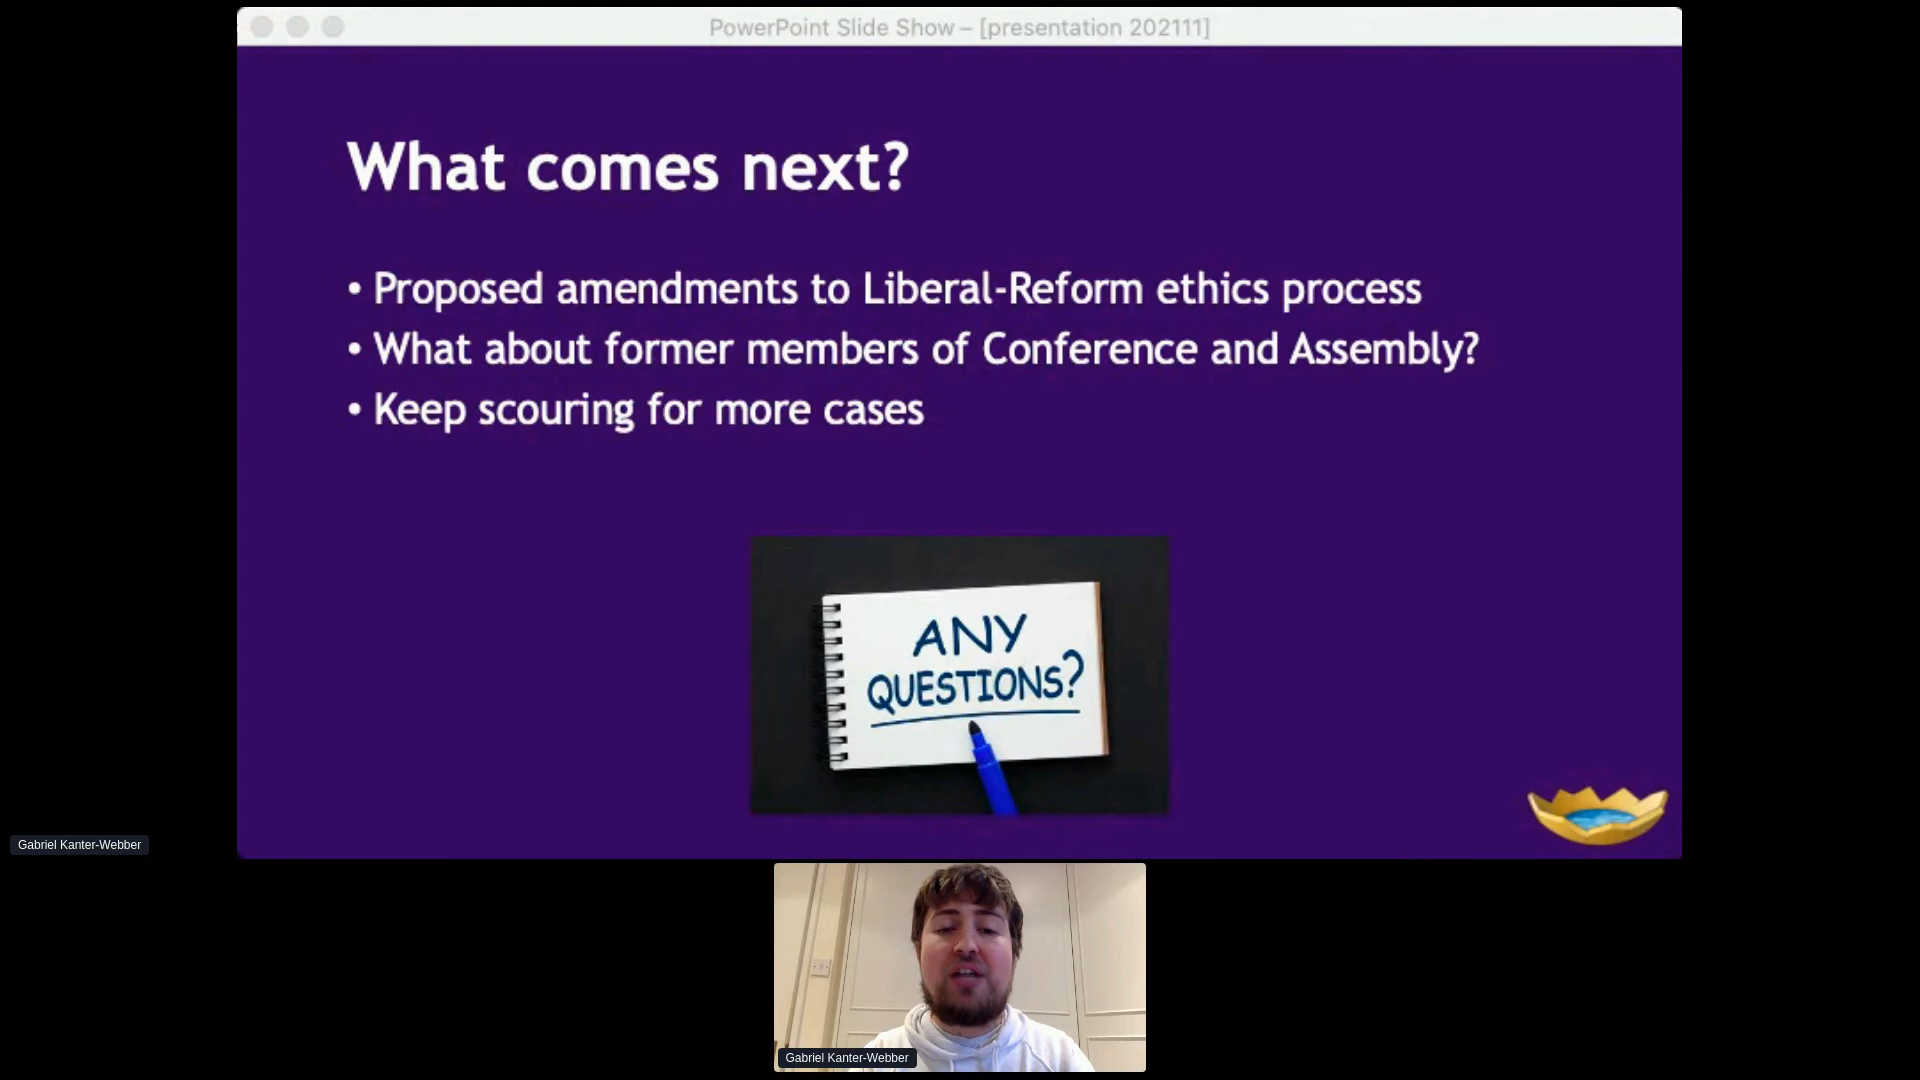 PowerPoint Slide Show – [presentation 202111]
What comes next?
• Proposed amendments to Liberal-Reform ethics process
• What about former members of Conference and Assembly?
• Keep scouring for more cases
ANY
QUESTIONS?
Gabriel Kanter-Webber
Gabriel Kanter-Webber